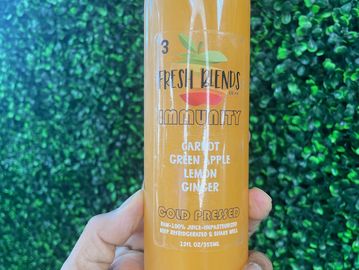 3
FRESH BLENDS
IMMUNITY
CARROT
GREEN APPLE
LEMON
GINGER
COLD PRESSED
RAW-100% JUICE-UNPASTEURIZED
KEEP REFRIGERATED & SHAKE WELL
12FL OZ/355ML